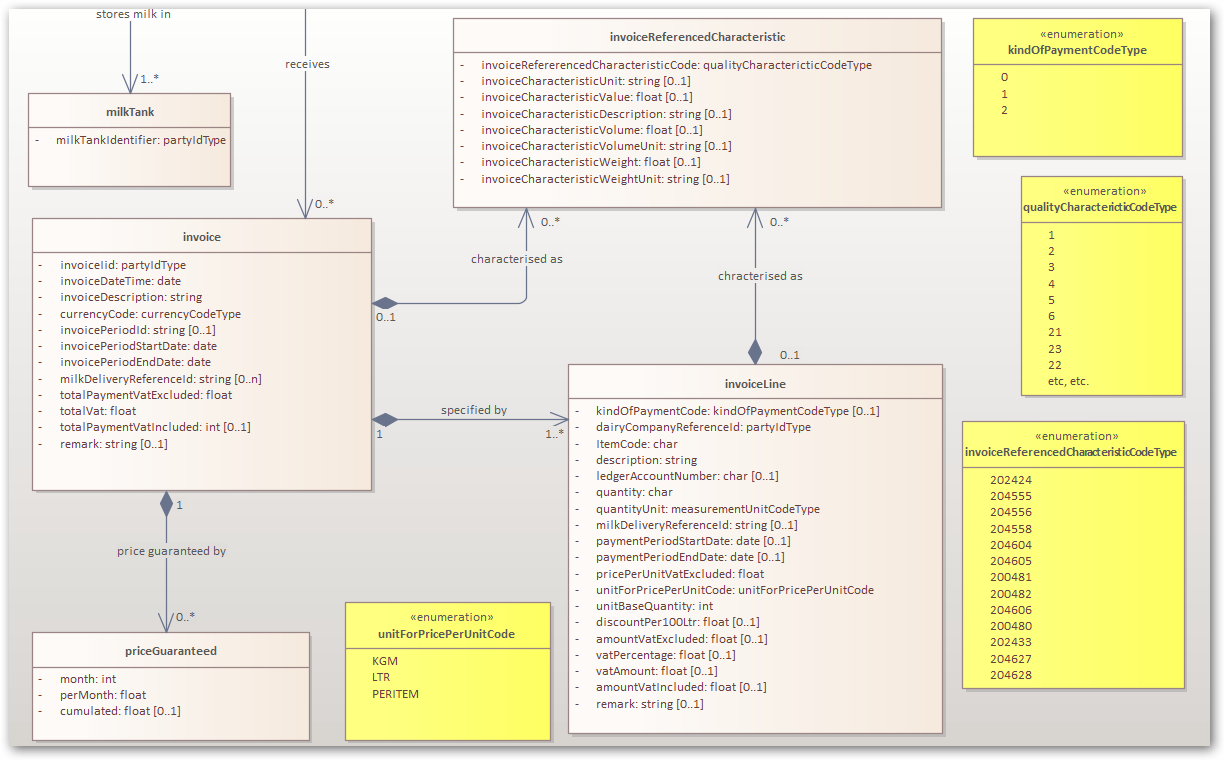 stores milk in
1..*
milkTank
- milkTankIdentifier: partyIdType
receives
0..*
invoice
- invoiceIid: partyIdType
- invoiceDateTime: date
- invoiceDescription: string
- currencyCode: currencyCodeType
- invoicePeriodId: string [0..1]
- invoicePeriodStartDate: date
- invoicePeriodEndDate: date
- milkDeliveryReferenceId: string [0..n]
- totalPaymentVatExcluded: float
- totalVat: float
- totalPaymentVatIncluded: int [0..1]
- remark: string [0..1]
1
price guaranteed by
0..*
priceGuaranteed
- month: int
- perMonth: float
- cumulated: float [0..1]
invoiceReferencedCharacteristic
- invoiceRefererencedCharacteristicCode: qualityCharactericticCodeType
- invoiceCharacteristicUnit: string [0..1]
- invoiceCharacteristicValue: float [0..1]
- invoiceCharacteristicDescription: string [0..1]
- invoiceCharacteristicVolume: float [0..1]
- invoiceCharacteristicVolumeUnit: string [0..1]
- invoiceCharacteristicWeight: float [0..1]
- invoiceCharacteristicWeightUnit: string [0..1]
0..*
characterised as
0..1
0..*
chracterised as
0..1
specified by
1
1..*
invoiceLine
- kindOfPaymentCode: kindOfPaymentCodeType [0..1]
- dairyCompanyReferenceId: partyIdType
- ItemCode: char
- description: string
- ledgerAccountNumber: char [0..1]
- quantity: char
- quantityUnit: measurementUnitCodeType
- milkDeliveryReferenceId: string [0..1]
- paymentPeriodStartDate: date [0..1]
- paymentPeriodEndDate: date [0..1]
- pricePerUnitVatExcluded: float
- unitForPricePerUnitCode: unitForPricePerUnitCode
- unitBaseQuantity: int
- discountPer100Ltr: float [0..1]
- amountVatExcluded: float [0..1]
- vatPercentage: float [0..1]
- vatAmount: float [0..1]
- amountVatIncluded: float [0..1]
- remark: string [0..1]
«enumeration»
unitForPricePerUnitCode
KGM
LTR
PERITEM
«enumeration»
kindOfPaymentCodeType
0
1
2
«enumeration»
qualityCharactericticCodeType
1
2
3
4
5
6
21
23
22
etc, etc.
«enumeration»
invoiceReferencedCharacteristicCodeType
202424
204555
204556
204558
204604
204605
200481
200482
204606
200480
202433
204627
204628